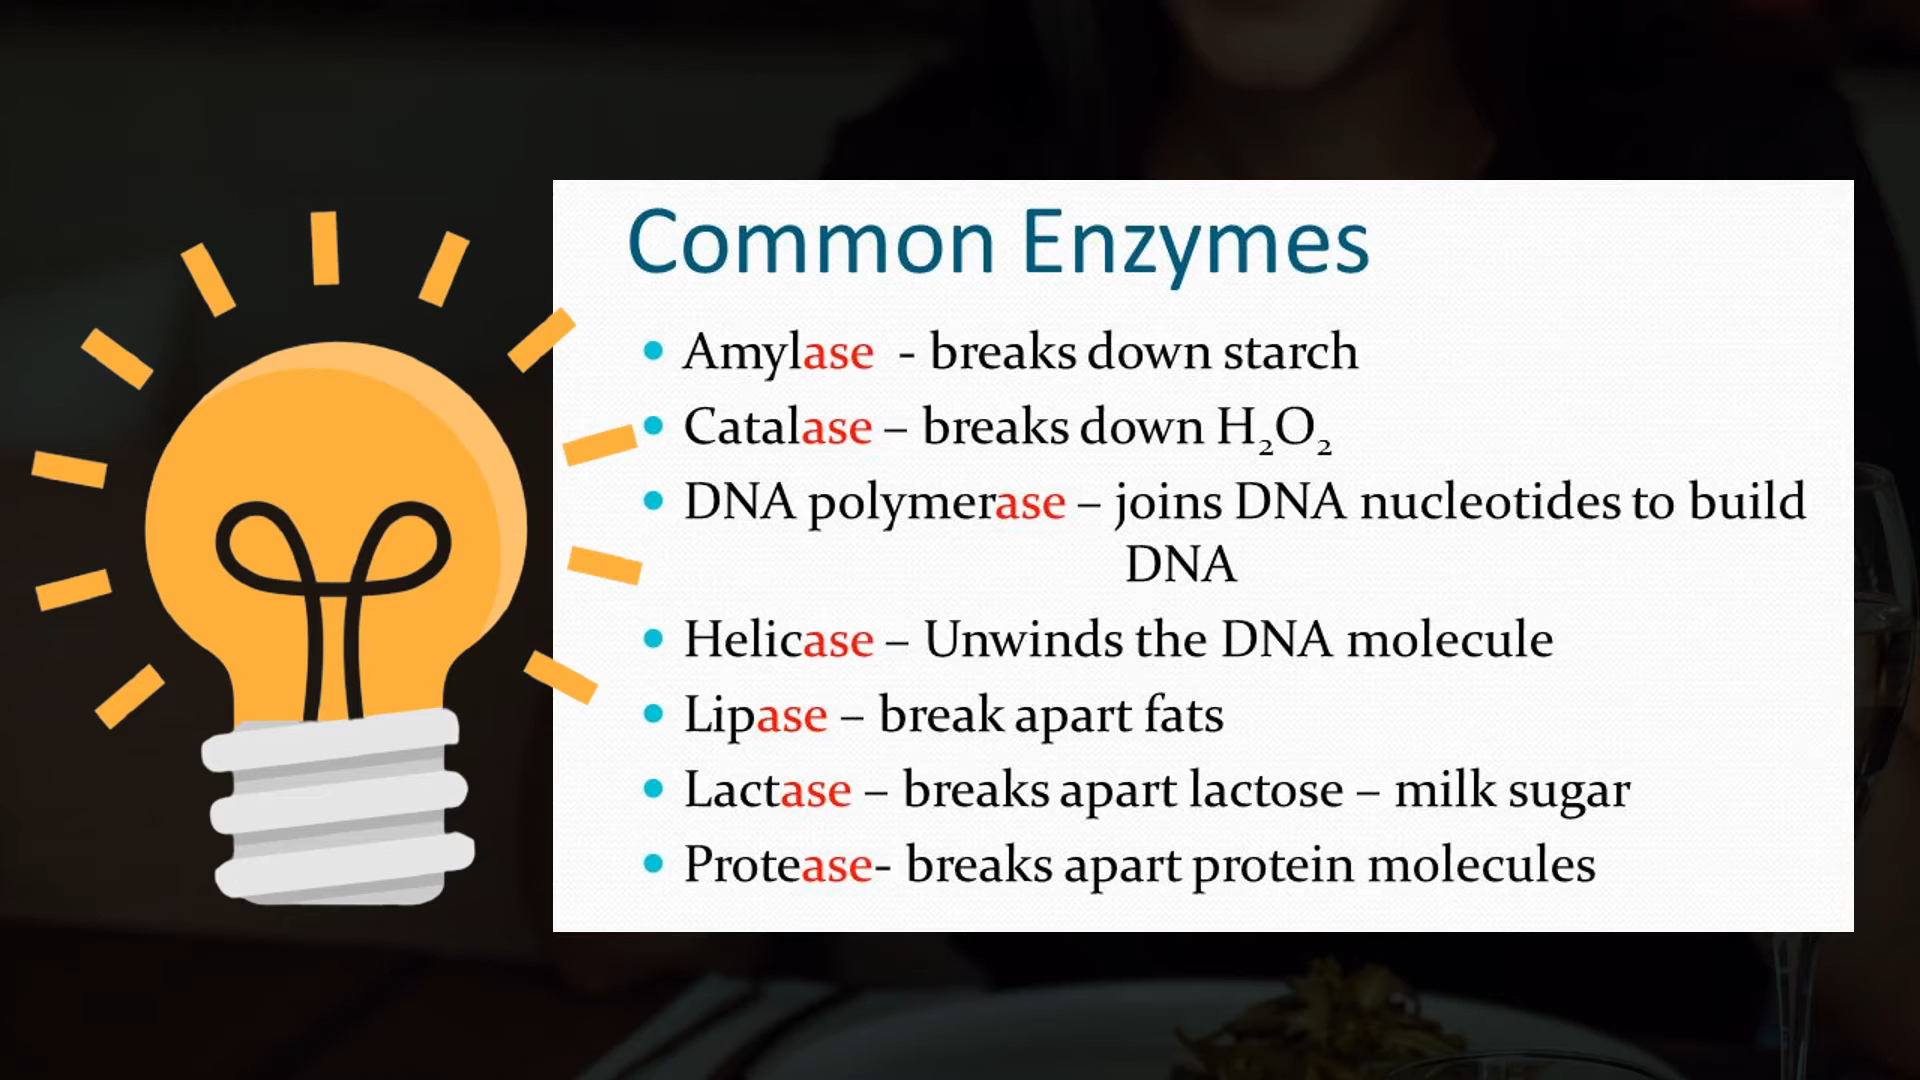 Common Enzymes
• Amylase - breaks down starch
• Catalase – breaks down H₂O₂
• DNA polymerase – joins DNA nucleotides to build
DNA
• Helicase – Unwinds the DNA molecule
• Lipase – break apart fats
• Lactase – breaks apart lactose – milk sugar
• Protease- breaks apart protein molecules